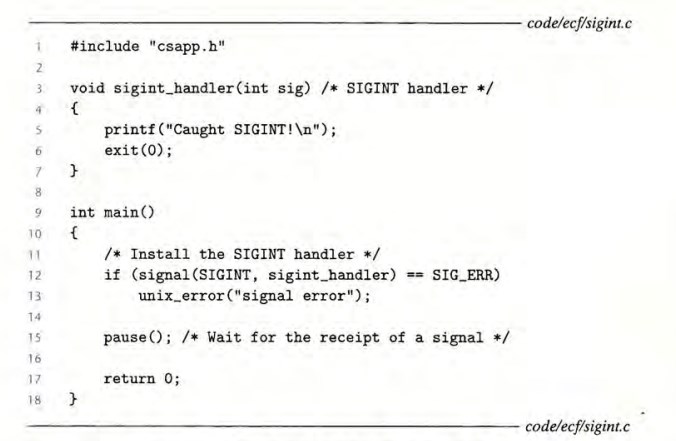 code/ecf/sigint.c
1 #include "csapp.h"
2
3 void sigint_handler(int sig) /* SIGINT handler */
4 {
5     printf("Caught SIGINT!\n");
6     exit(0);
7 }
8
9 int main()
10 {
11     /* Install the SIGINT handler */
12     if (signal(SIGINT, sigint_handler) == SIG_ERR)
13         unix_error("signal error");
14
15     pause(); /* Wait for the receipt of a signal */
16
17     return 0;
18 }
code/ecf/sigint.c